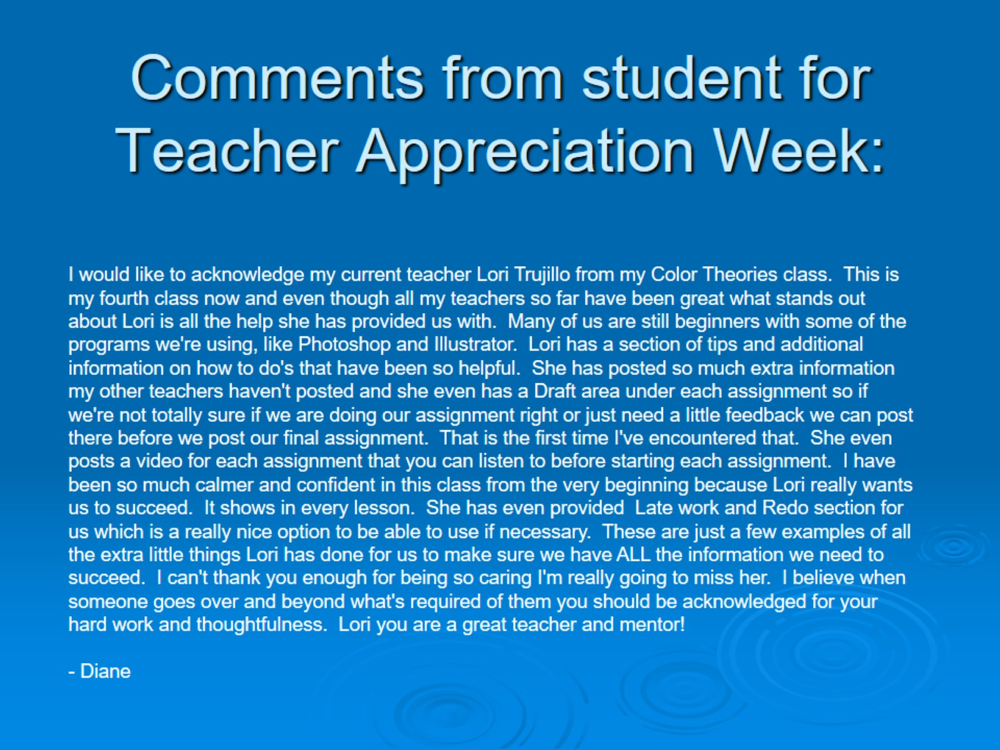 Comments from student for
Teacher Appreciation Week:
I would like to acknowledge my current teacher Lori Trujillo from my Color Theories class.  This is
my fourth class now and even though all my teachers so far have been great what stands out
about Lori is all the help she has provided us with.  Many of us are still beginners with some of the
programs we're using, like Photoshop and Illustrator.  Lori has a section of tips and additional
information on how to do's that have been so helpful.  She has posted so much extra information
my other teachers haven't posted and she even has a Draft area under each assignment so if
we're not totally sure if we are doing our assignment right or just need a little feedback we can post
there before we post our final assignment.  That is the first time I've encountered that.  She even
posts a video for each assignment that you can listen to before starting each assignment.  I have
been so much calmer and confident in this class from the very beginning because Lori really wants
us to succeed.  It shows in every lesson.  She has even provided  Late work and Redo section for
us which is a really nice option to be able to use if necessary.  These are just a few examples of all
the extra little things Lori has done for us to make sure we have ALL the information we need to
succeed.  I can't thank you enough for being so caring I'm really going to miss her.  I believe when
someone goes over and beyond what's required of them you should be acknowledged for your
hard work and thoughtfulness.  Lori you are a great teacher and mentor!
- Diane